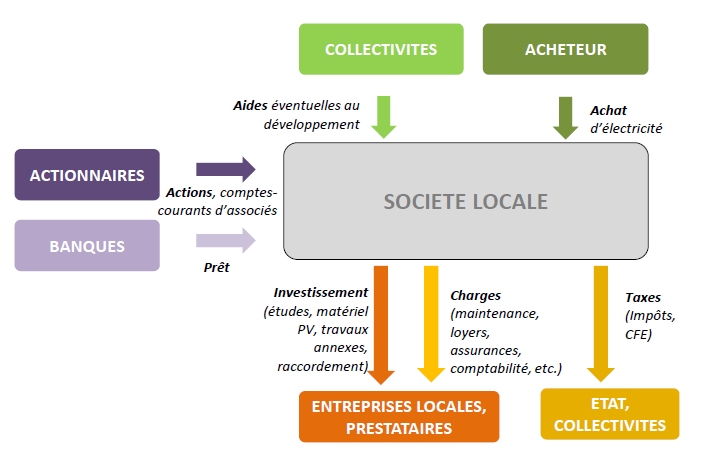 COLLECTIVITES
ACHETEUR
Aides éventuelles au
développement
Achat
d'électricité
ACTIONNAIRES
Actions, comptes-
courants d'associés
SOCIETE LOCALE
BANQUES
Prêt
Investissement
(études, matériel
PV, travaux
annexes,
raccordement)
Charges
(maintenance,
loyers,
assurances,
comptabilité, etc.)
Taxes
(Impôts,
CFE)
ENTREPRISES LOCALES,
PRESTATAIRES
ETAT,
COLLECTIVITES